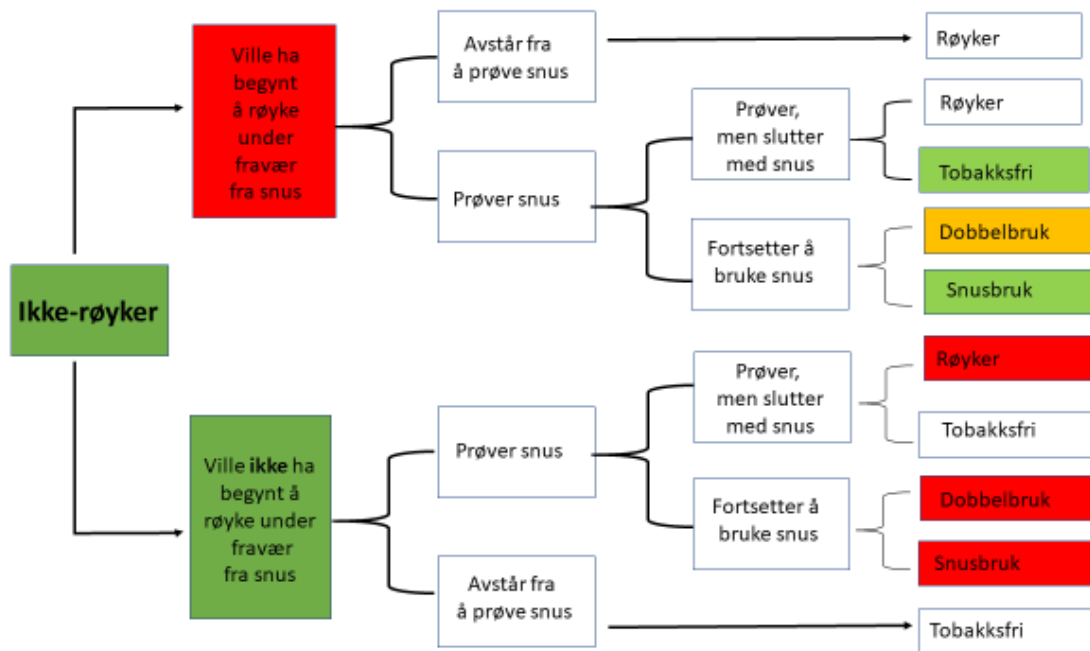 Ikke-røyker
Ville ha
begynt
å røyke
under
fravær
fra snus
Avstår fra
å prøve snus
Røyker
Prøver snus
Prøver,
men slutter
med snus
Røyker
Tobakksfri
Fortsetter å
bruke snus
Dobbelbruk
Snusbruk
Ville ikke ha
begynt å
røyke under
fravær
fra snus
Prøver snus
Prøver,
men slutter
med snus
Røyker
Tobakksfri
Fortsetter å
bruke snus
Dobbelbruk
Snusbruk
Avstår fra
å prøve snus
Tobakksfri